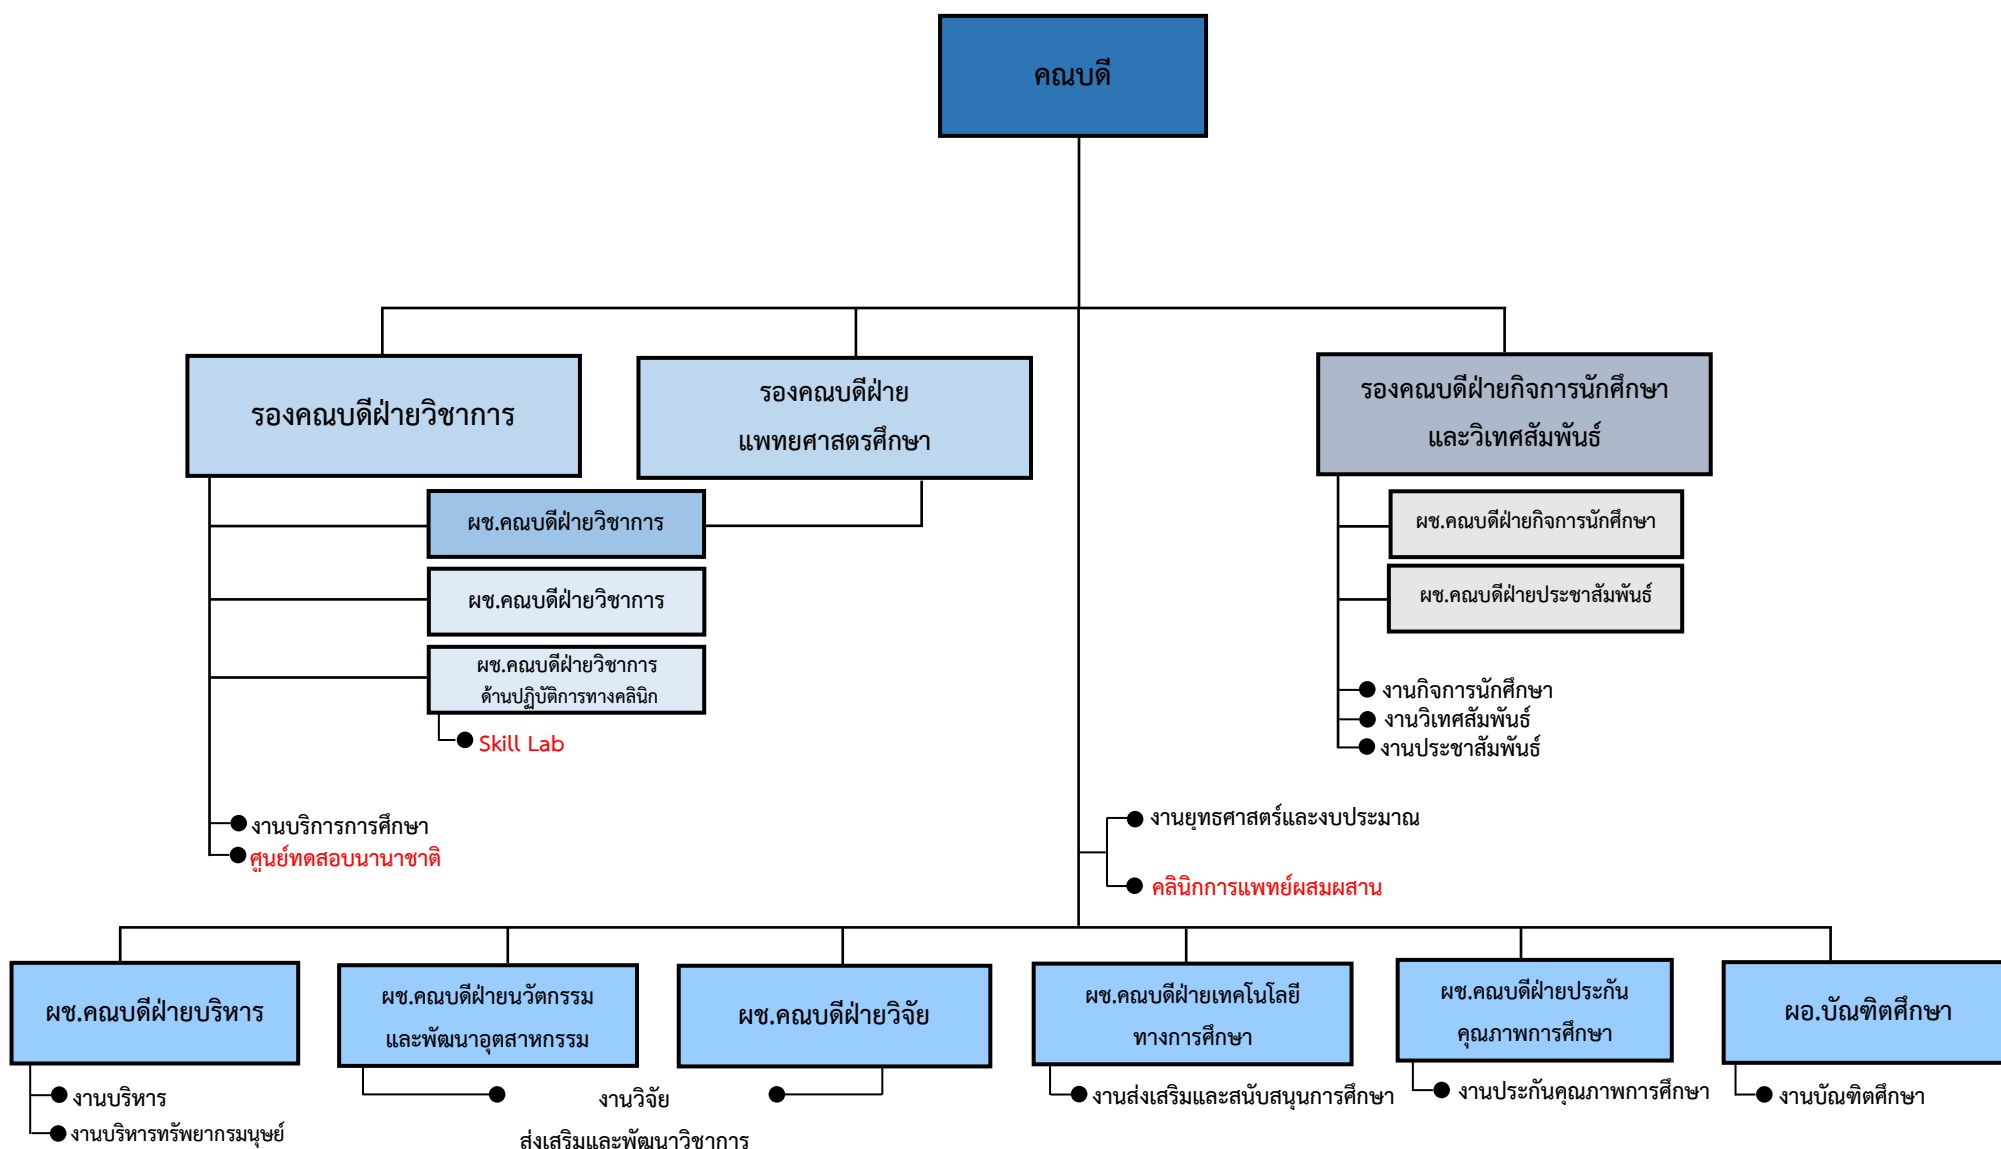 คณบดี
รองคณบดีฝ่ายวิชาการ
รองคณบดีฝ่าย
แพทยศาสตรศึกษา
รองคณบดีฝ่ายกิจการนักศึกษา
และวิเทศสัมพันธ์
ผช.คณบดีฝ่ายวิชาการ
ผช.คณบดีฝ่ายวิชาการ
ผช.คณบดีฝ่ายวิชาการ
ด้านปฏิบัติการทางคลินิก
Skill Lab
ผช.คณบดีฝ่ายกิจการนักศึกษา
ผช.คณบดีฝ่ายประชาสัมพันธ์
งานกิจการนักศึกษา
งานวิเทศสัมพันธ์
งานประชาสัมพันธ์
งานบริการการศึกษา
ศูนย์ทดสอบนานาชาติ
งานยุทธศาสตร์และงบประมาณ
คลินิกการแพทย์ผสมผสาน
ผช.คณบดีฝ่ายบริหาร
ผช.คณบดีฝ่ายนวัตกรรม
และพัฒนาอุตสาหกรรม
ผช.คณบดีฝ่ายวิจัย
ผช.คณบดีฝ่ายเทคโนโลยี
ทางการศึกษา
ผช.คณบดีฝ่ายประกัน
คุณภาพการศึกษา
ผอ.บัณฑิตศึกษา
งานบริหาร
งานบริหารทรัพยากรมนุษย์
งานวิจัย
ส่งเสริมและพัฒนาวิชาการ
งานส่งเสริมและสนับสนุนการศึกษา
งานประกันคุณภาพการศึกษา
งานบัณฑิตศึกษา